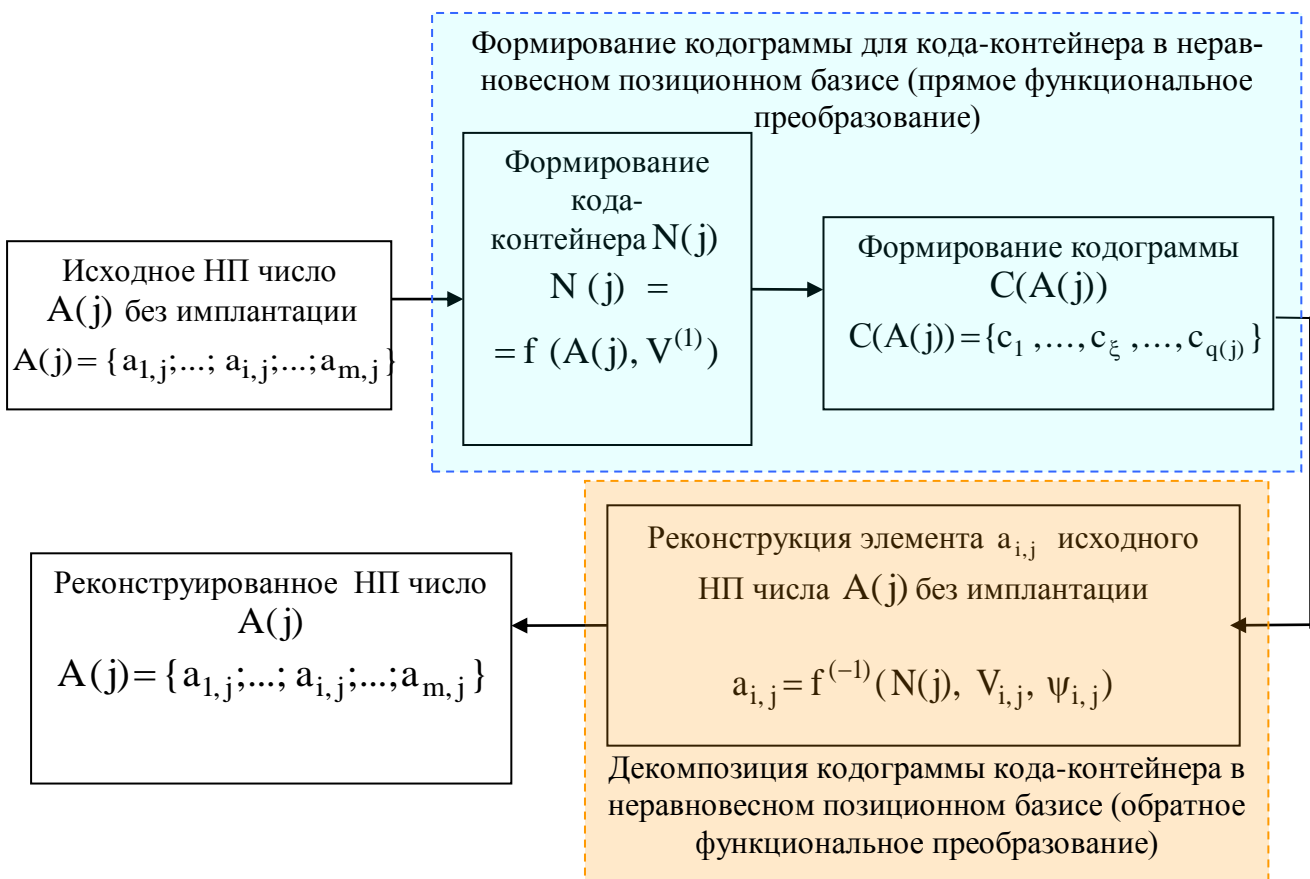 Формирование кодограммы для кода-контейнера в нерав-
новесном позиционном базисе (прямое функциональное
преобразование)
Исходное НП число
A(j) без имплантации
A(j) = {a₁,ⱼ;...; aᵢ,ⱼ;...;aₘ,ⱼ}
Формирование
кода-
контейнера N(j)
N (j) =
= f (A(j), V⁽¹⁾)
Формирование кодограммы
C(A(j))
C(A(j)) = {c₁ ,..., c_ξ ,..., c_q(j)}
Реконструкция элемента aᵢ,ⱼ исходного
НП числа A(j) без имплантации
aᵢ,ⱼ = f⁽⁻¹⁾(N(j), Vᵢ,ⱼ, ψᵢ,ⱼ)
Декомпозиция кодограммы кода-контейнера в
неравновесном позиционном базисе (обратное
функциональное преобразование)
Реконструированное НП число
A(j)
A(j) = {a₁,ⱼ;...; aᵢ,ⱼ;...;aₘ,ⱼ}